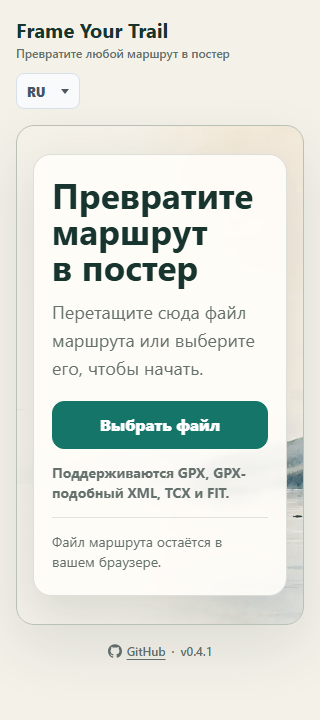 Frame Your Trail
Превратите любой маршрут в постер
RU
Превратите
маршрут
в постер
Перетащите сюда файл
маршрута или выберите
его, чтобы начать.
Выбрать файл
Поддерживаются GPX, GPX-
подобный XML, TCX и FIT.
Файл маршрута остаётся в
вашем браузере.
GitHub · v0.4.1